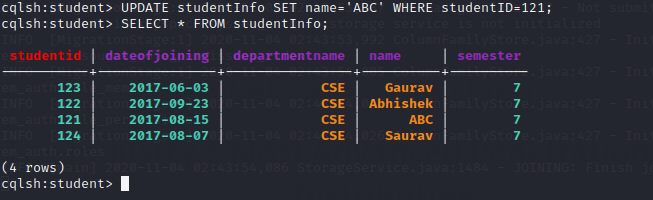 cqlsh:student> UPDATE studentInfo SET name='ABC' WHERE studentID=121;
cqlsh:student> SELECT * FROM studentInfo;
studentid | dateofjoining | departmentname | name | semester
-----------+---------------+----------------+----------+----------
123 | 2017-06-03 | CSE | Gaurav | 7
122 | 2017-09-23 | CSE | Abhishek | 7
121 | 2017-08-15 | CSE | ABC | 7
124 | 2017-08-07 | CSE | Saurav | 7
(4 rows)
cqlsh:student>